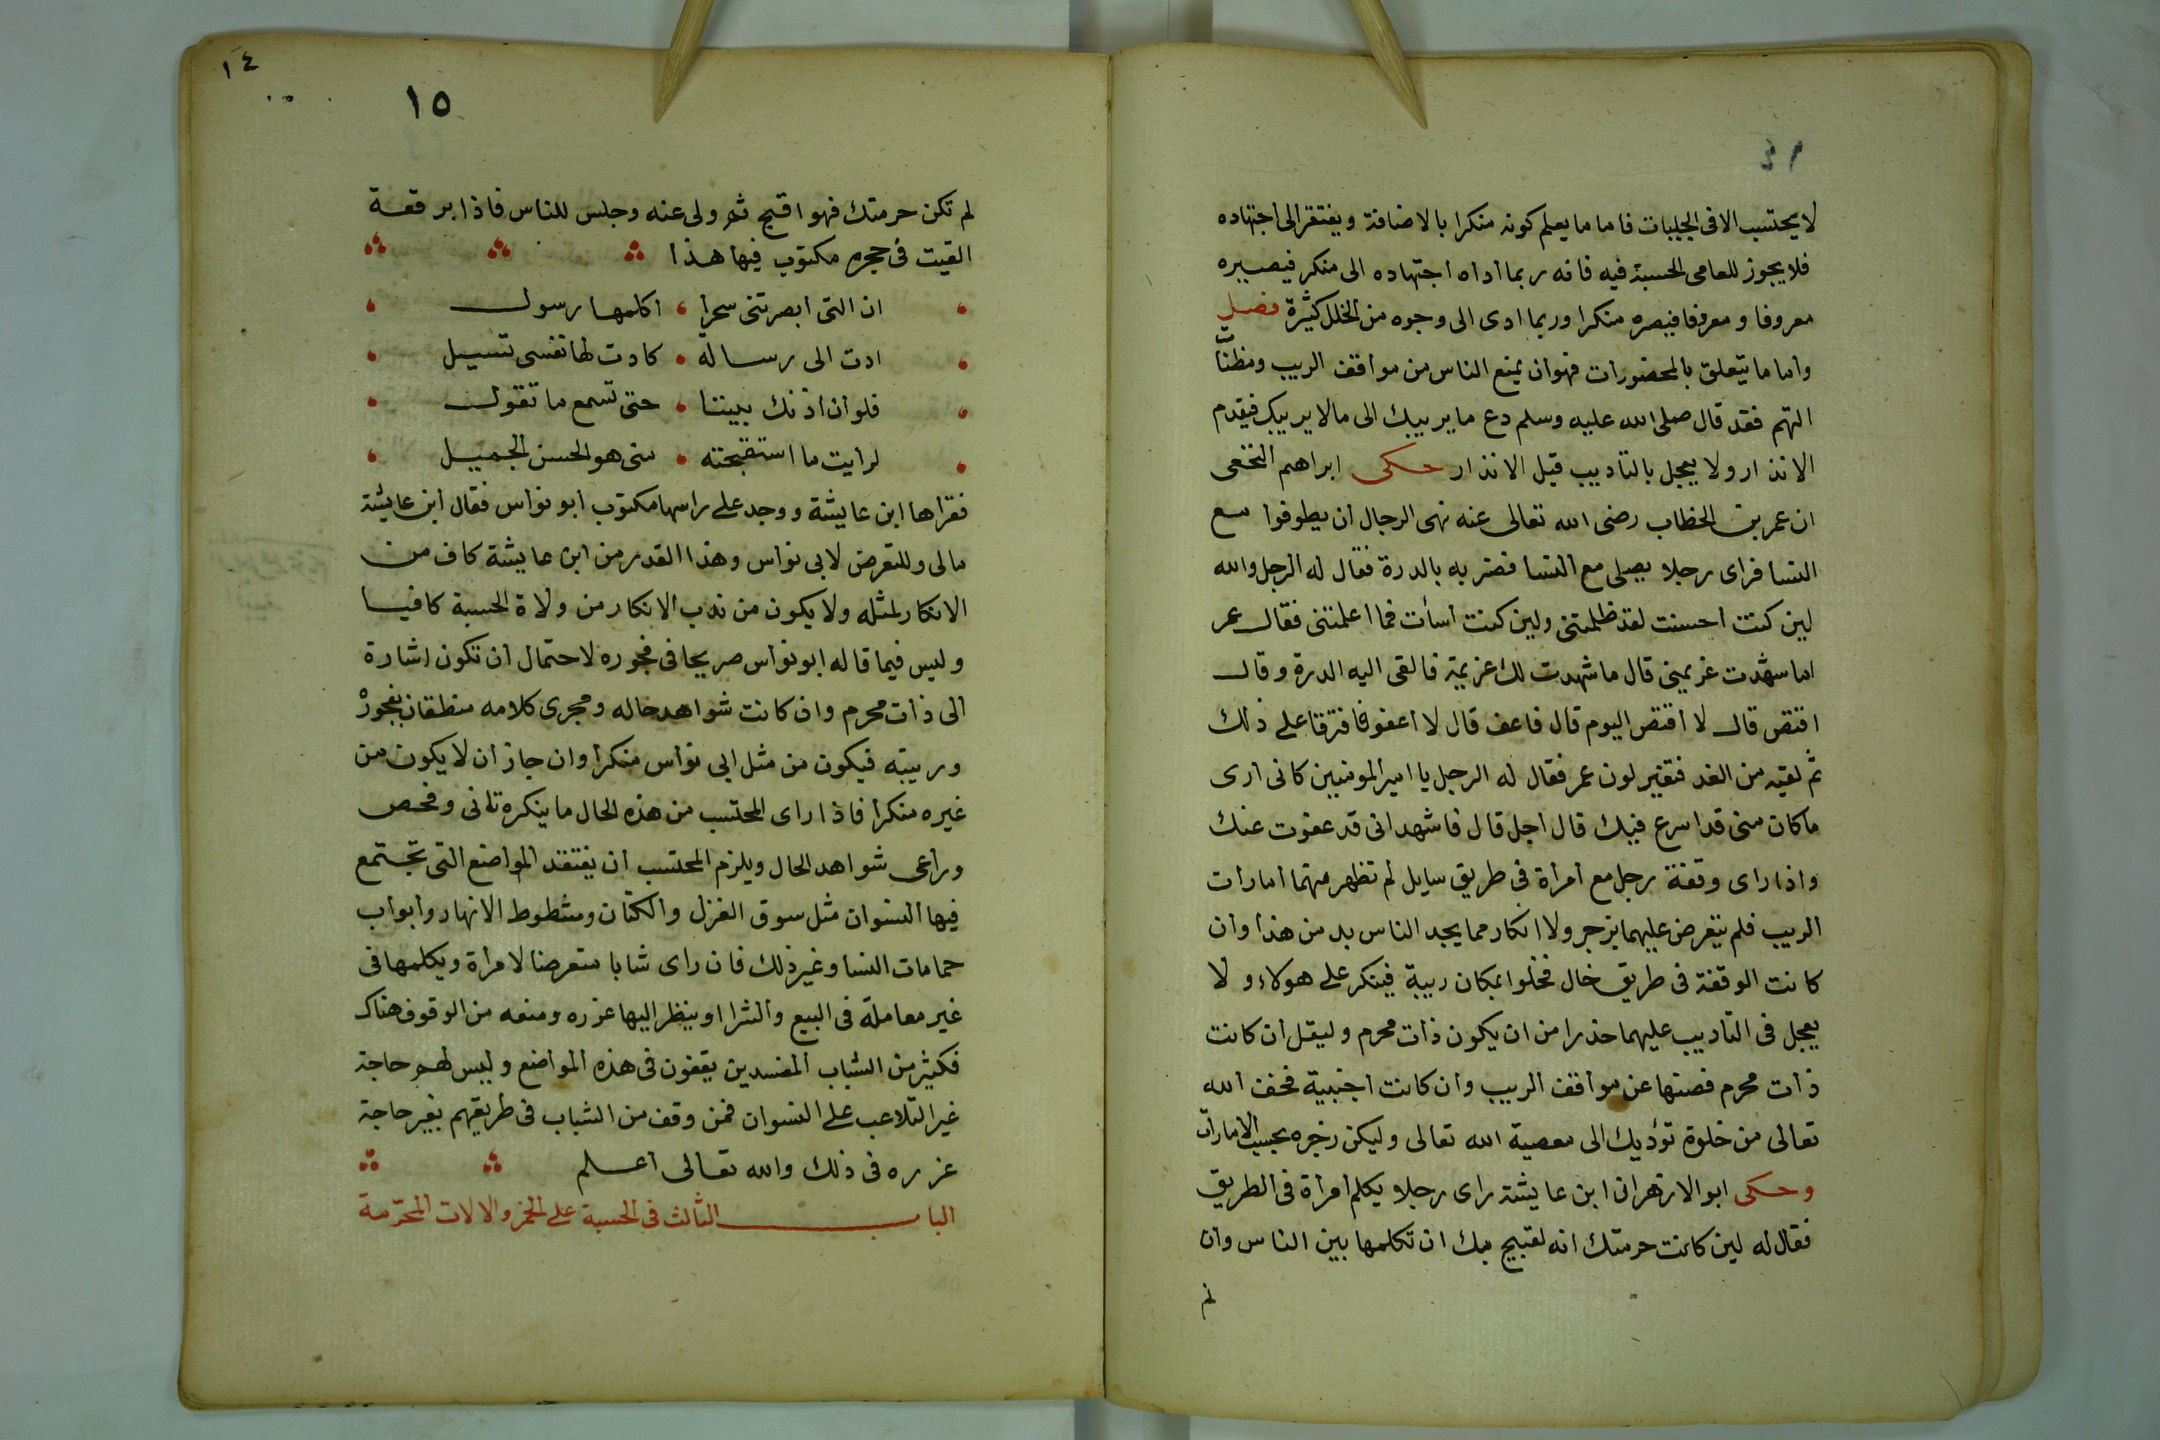 لا يحتسب الا فى الجليات فاما ما يعلم كونه منكرا بالاضافة ويفتقر الى اجتهاده
فلا يجوز للعامى الحسبة فيه فانه ربما اداه اجتهاده الى منكر فيصيره
معروفا و معروفا فيصره منكرا وربما ادى الى وجوه من الخلل كثيرة فصل
واما ما يتعلق بالمحضورات فهوان يمنع الناس من مواقف الريب ومظنات
التهم فقد قال صلى الله عليه وسلم دع ما يريبك الى مالا يريبك فيقدم
الانذار ولا يعجل بالتاديب قبل الانذار حكى ابراهم النخعى
ان عمر بن الخطاب رضى الله تعالى عنه نهى الرجال ان يطوفوا مع
النسا فراى رجلا يصلى مع النسا فضربه بالدرة فقال له الرجل والله
لين كنت احسنت لقد ظلمتنى ولين كنت اسأت فما اعلمتنى فقال عمر
اما شهدت عزيمتى قال ما شهدت لك عزيمة فالقى اليه الدرة وقال
اقتص قال لا اقتص اليوم قال فاعف قال لا اعفو فافترقا على ذلك
ثم لقيه من الغد فتغير لون عمر فقال له الرجل يا امير المومنين كانى ارى
ما كان منى قد اسرع فيك قال اجل قال فاشهد انى قد عفوت عنك
واذا راى وقفة رجل مع امرأة فى طريق سابل لم تظهر منهما امارات
الريب فلم يتعرض عليهما بزجر ولا انكار مما يجد الناس بد من هذا وان
كانت الوقفة فى طريق خال فخلوا بمكان ريبة فينكر على هولاء و لا
يعجل فى التاديب عليهما حذرا من ان يكون ذات محرم وليقل ان كانت
ذات محرم فصنها عن مواقف الريب وان كانت اجنبية فخف الله
تعالى من خلوة تؤديك الى معصية الله تعالى وليكن زجره بحسب الامارات
وحكى ابو الازهر ان ابن عايشة راى رجلا يكلم امرأة فى الطريق
فقال له لين كانت حرمتك انه لقبيح بك ان تكلمها بين الناس وان
لم
١٤
١٥
لم تكن حرمتك فهو اقبح ثم ولى عنه وجلس للناس فاذا برقعة
القيت فى حجره مكتوب فيها هذا
ان التى ابصرتنى سحرا اكلمها رسول
ادت الى رسالة كادت لها نفسى تسيل
فلو ان اذنك بيننا حتى تسمع ما تقول
لرايت ما استقبحته منى هو الحسن الجميل
فقراها ابن عايشة ووجد على راسها مكتوب ابو نواس فقال ابن عايشة
مالى وللتعرض لابى نواس وهذا القدر من ابن عايشة كاف من
الانكار لمثله ولا يكون من ندب الانكار من ولاة الحسبة كافيا
وليس فيما قاله ابو نواس صريحا فى فجوره لاحتمال ان تكون اشارة
الى ذات محرم وان كانت شواهد حاله ومجرى كلامه منطقان بفجوره
وريبته فيكون من مثل ابى نواس منكرا وان جاز ان لا يكون من
غيره منكرا فاذا راى المحتسب من هذه الحال ما ينكره تانى وفحص
وراعى شواهد الحال ويلزم المحتسب ان يفتقد المواضع التى تجتمع
فيها النسوان مثل سوق الغزل والكتان ومشطوط الانهار وابواب
حمامات النسا وغير ذلك فان راى شابا متعرضا لامراة ويكلمها فى
غير معاملة فى البيع والشرا او ينظر اليها عزره ومنعه من الوقوف هناك
فكثير من الشباب المفسدين يقفون فى هذه المواضع وليس لهم حاجة
غير التلاعب على النسوان فمن وقف من الشباب فى طريقهم بغير حاجة
عزره فى ذلك والله تعالى اعلم
الباب الثالث فى الحسبة على الخمر والالات المحرمة